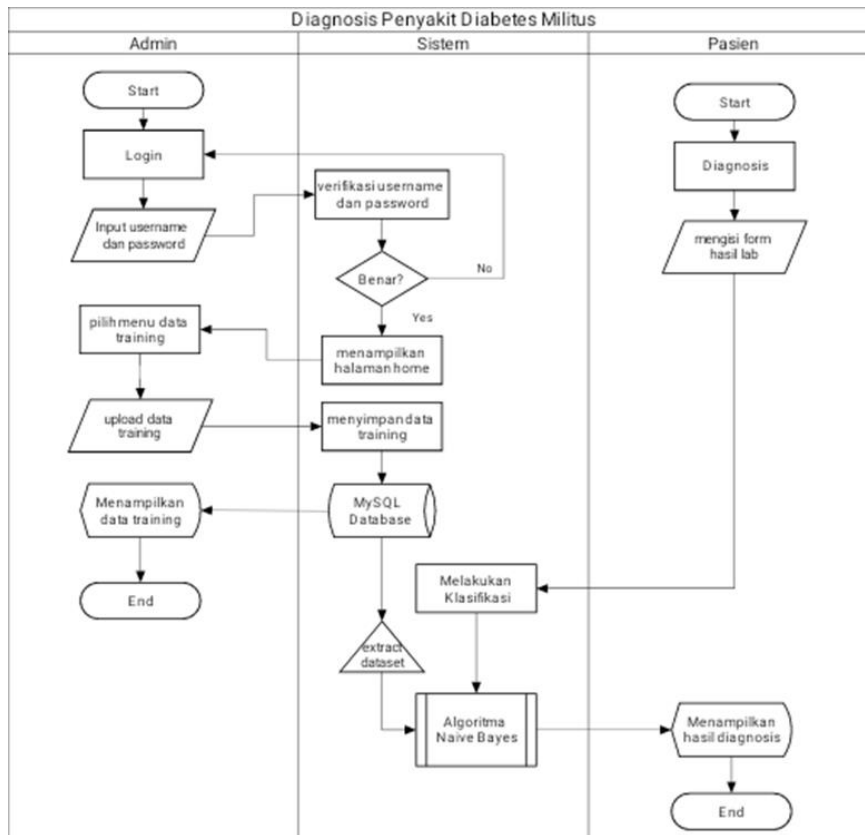 Diagnosis Penyakit Diabetes Militus
Admin
Sistem
Pasien
Start
Login
Input username
dan password
verifikasi username
dan password
Benar?
No
Yes
menampilkan
halaman home
pilih menu data
training
upload data
training
menyimpan data
training
MySQL
Database
Menampilkan
data training
End
extract
dataset
Start
Diagnosis
mengisi form
hasil lab
Melakukan
Klasifikasi
Algoritma
Naive Bayes
Menampilkan
hasil diagnosis
End